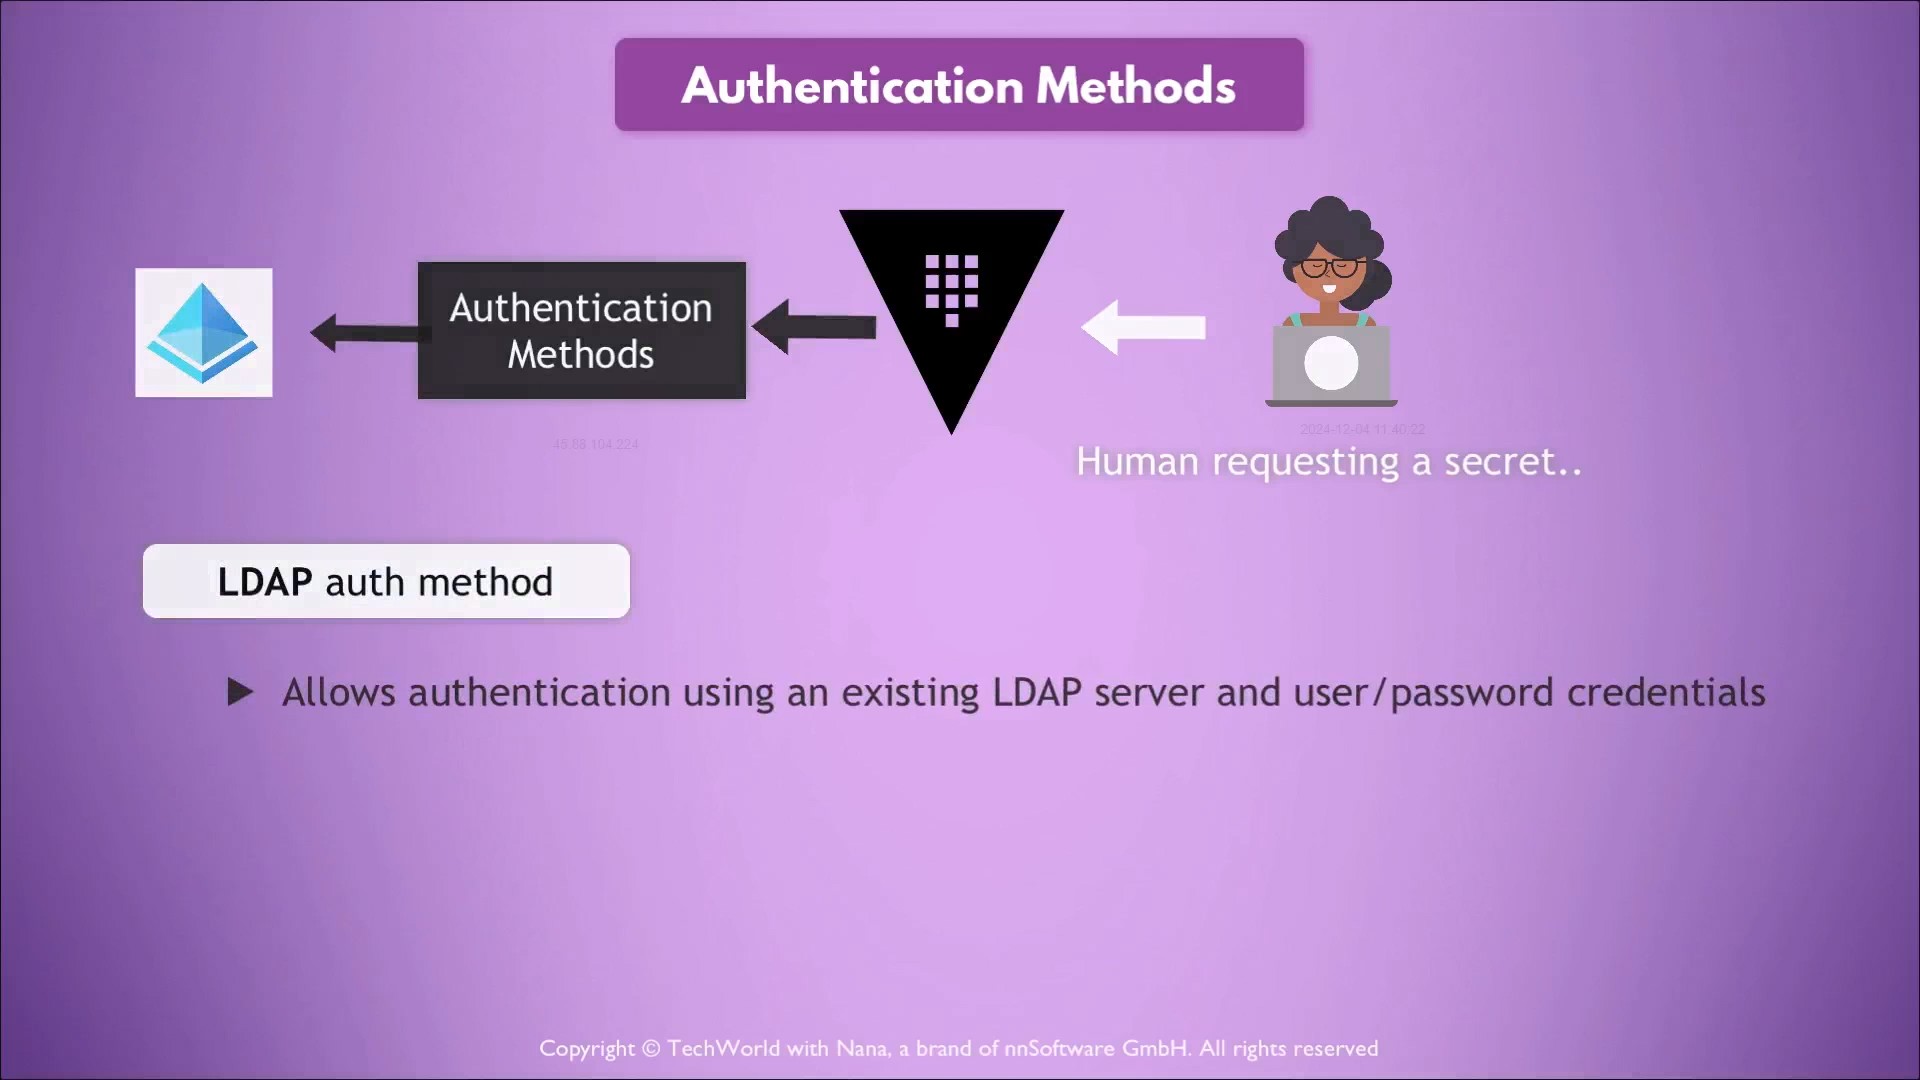 Authentication Methods
Authentication
Methods
45.88.104.224
2024-12-04 11:40:22
Human requesting a secret..
LDAP auth method
► Allows authentication using an existing LDAP server and user/password credentials
Copyright © TechWorld with Nana, a brand of nnSoftware GmbH. All rights reserved